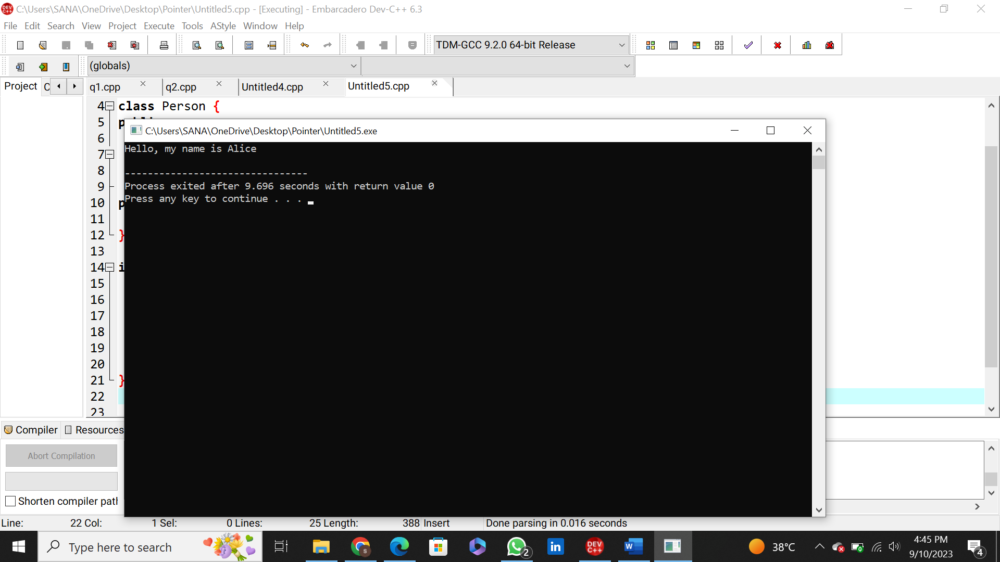 C:\Users\SANA\OneDrive\Desktop\Pointer\Untitled5.cpp - [Executing] - Embarcadero Dev-C++ 6.3
File Edit Search View Project Execute Tools AStyle Window Help
TDM-GCC 9.2.0 64-bit Release
(globals)
Project C q1.cpp q2.cpp Untitled4.cpp Untitled5.cpp
4 class Person {
5
C:\Users\SANA\OneDrive\Desktop\Pointer\Untitled5.exe
6
Hello, my name is Alice
7
8
--------------------------------
9
Process exited after 9.696 seconds with return value 0
10 p
Press any key to continue . . .
11
12 }
13
14 i
15
16
17
18
19
20
21 }
22
23
Compiler Resources
Abort Compilation
Shorten compiler path
Line: 22 Col: 1 Sel: 0 Lines: 25 Length: 388 Insert Done parsing in 0.016 seconds
Type here to search
DEV C++
38°C
4:45 PM
9/10/2023
2
4